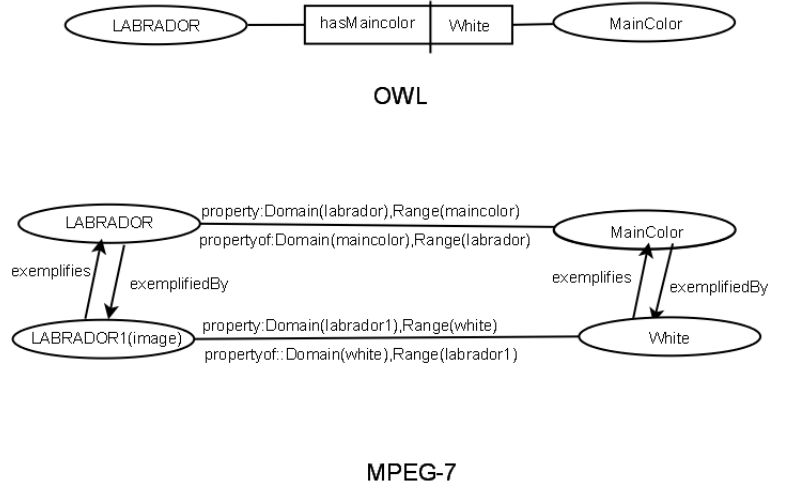 LABRADOR
hasMaincolor
White
MainColor
OWL
LABRADOR
property:Domain(labrador),Range(maincolor)
propertyof:Domain(maincolor),Range(labrador)
MainColor
exemplifies
exemplifiedBy
exemplifies
exemplifiedBy
LABRADOR1(image)
property:Domain(labrador1),Range(white)
propertyof::Domain(white),Range(labrador1)
White
MPEG-7